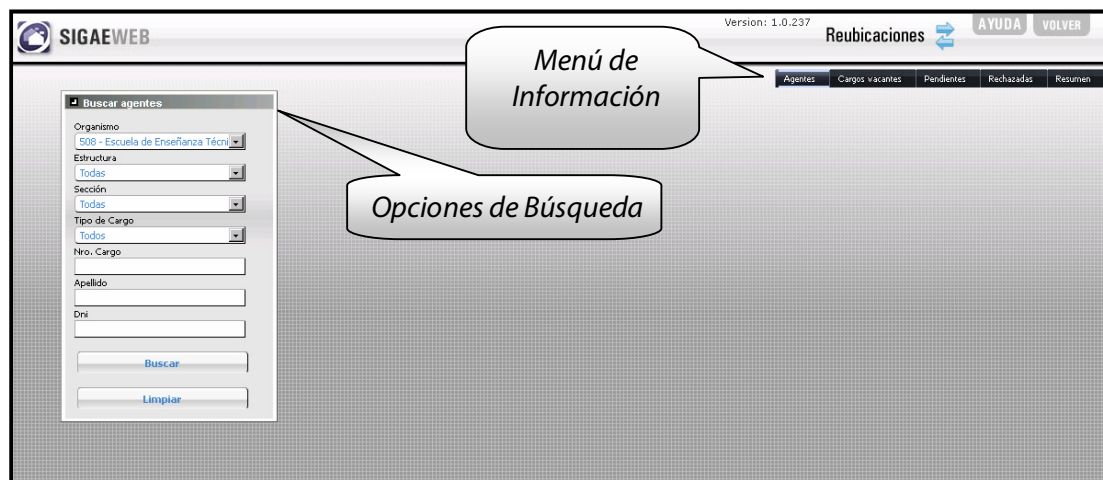 SIGAEWEB
Version: 1.0.237
Reubicaciones
AYUDA
VOLVER
Menú de
Información
Agentes
Cargos vacantes
Pendientes
Rechazadas
Resumen
Buscar agentes
Organismo
508 - Escuela de Enseñanza Técni
Estructura
Todas
Sección
Todas
Tipo de Cargo
Todos
Nro. Cargo
Apellido
Dni
Buscar
Limpiar
Opciones de Búsqueda